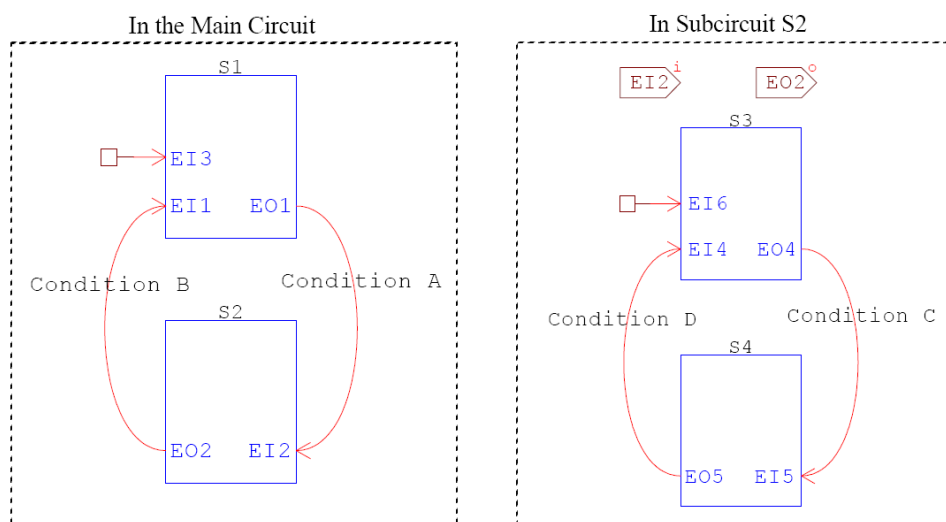 In the Main Circuit
S1
EI3
EI1 EO1
Condition B
Condition A
S2
EO2 EI2
In Subcircuit S2
EI2 i
EO2 o
S3
EI6
EI4 EO4
Condition D
Condition C
S4
EO5 EI5